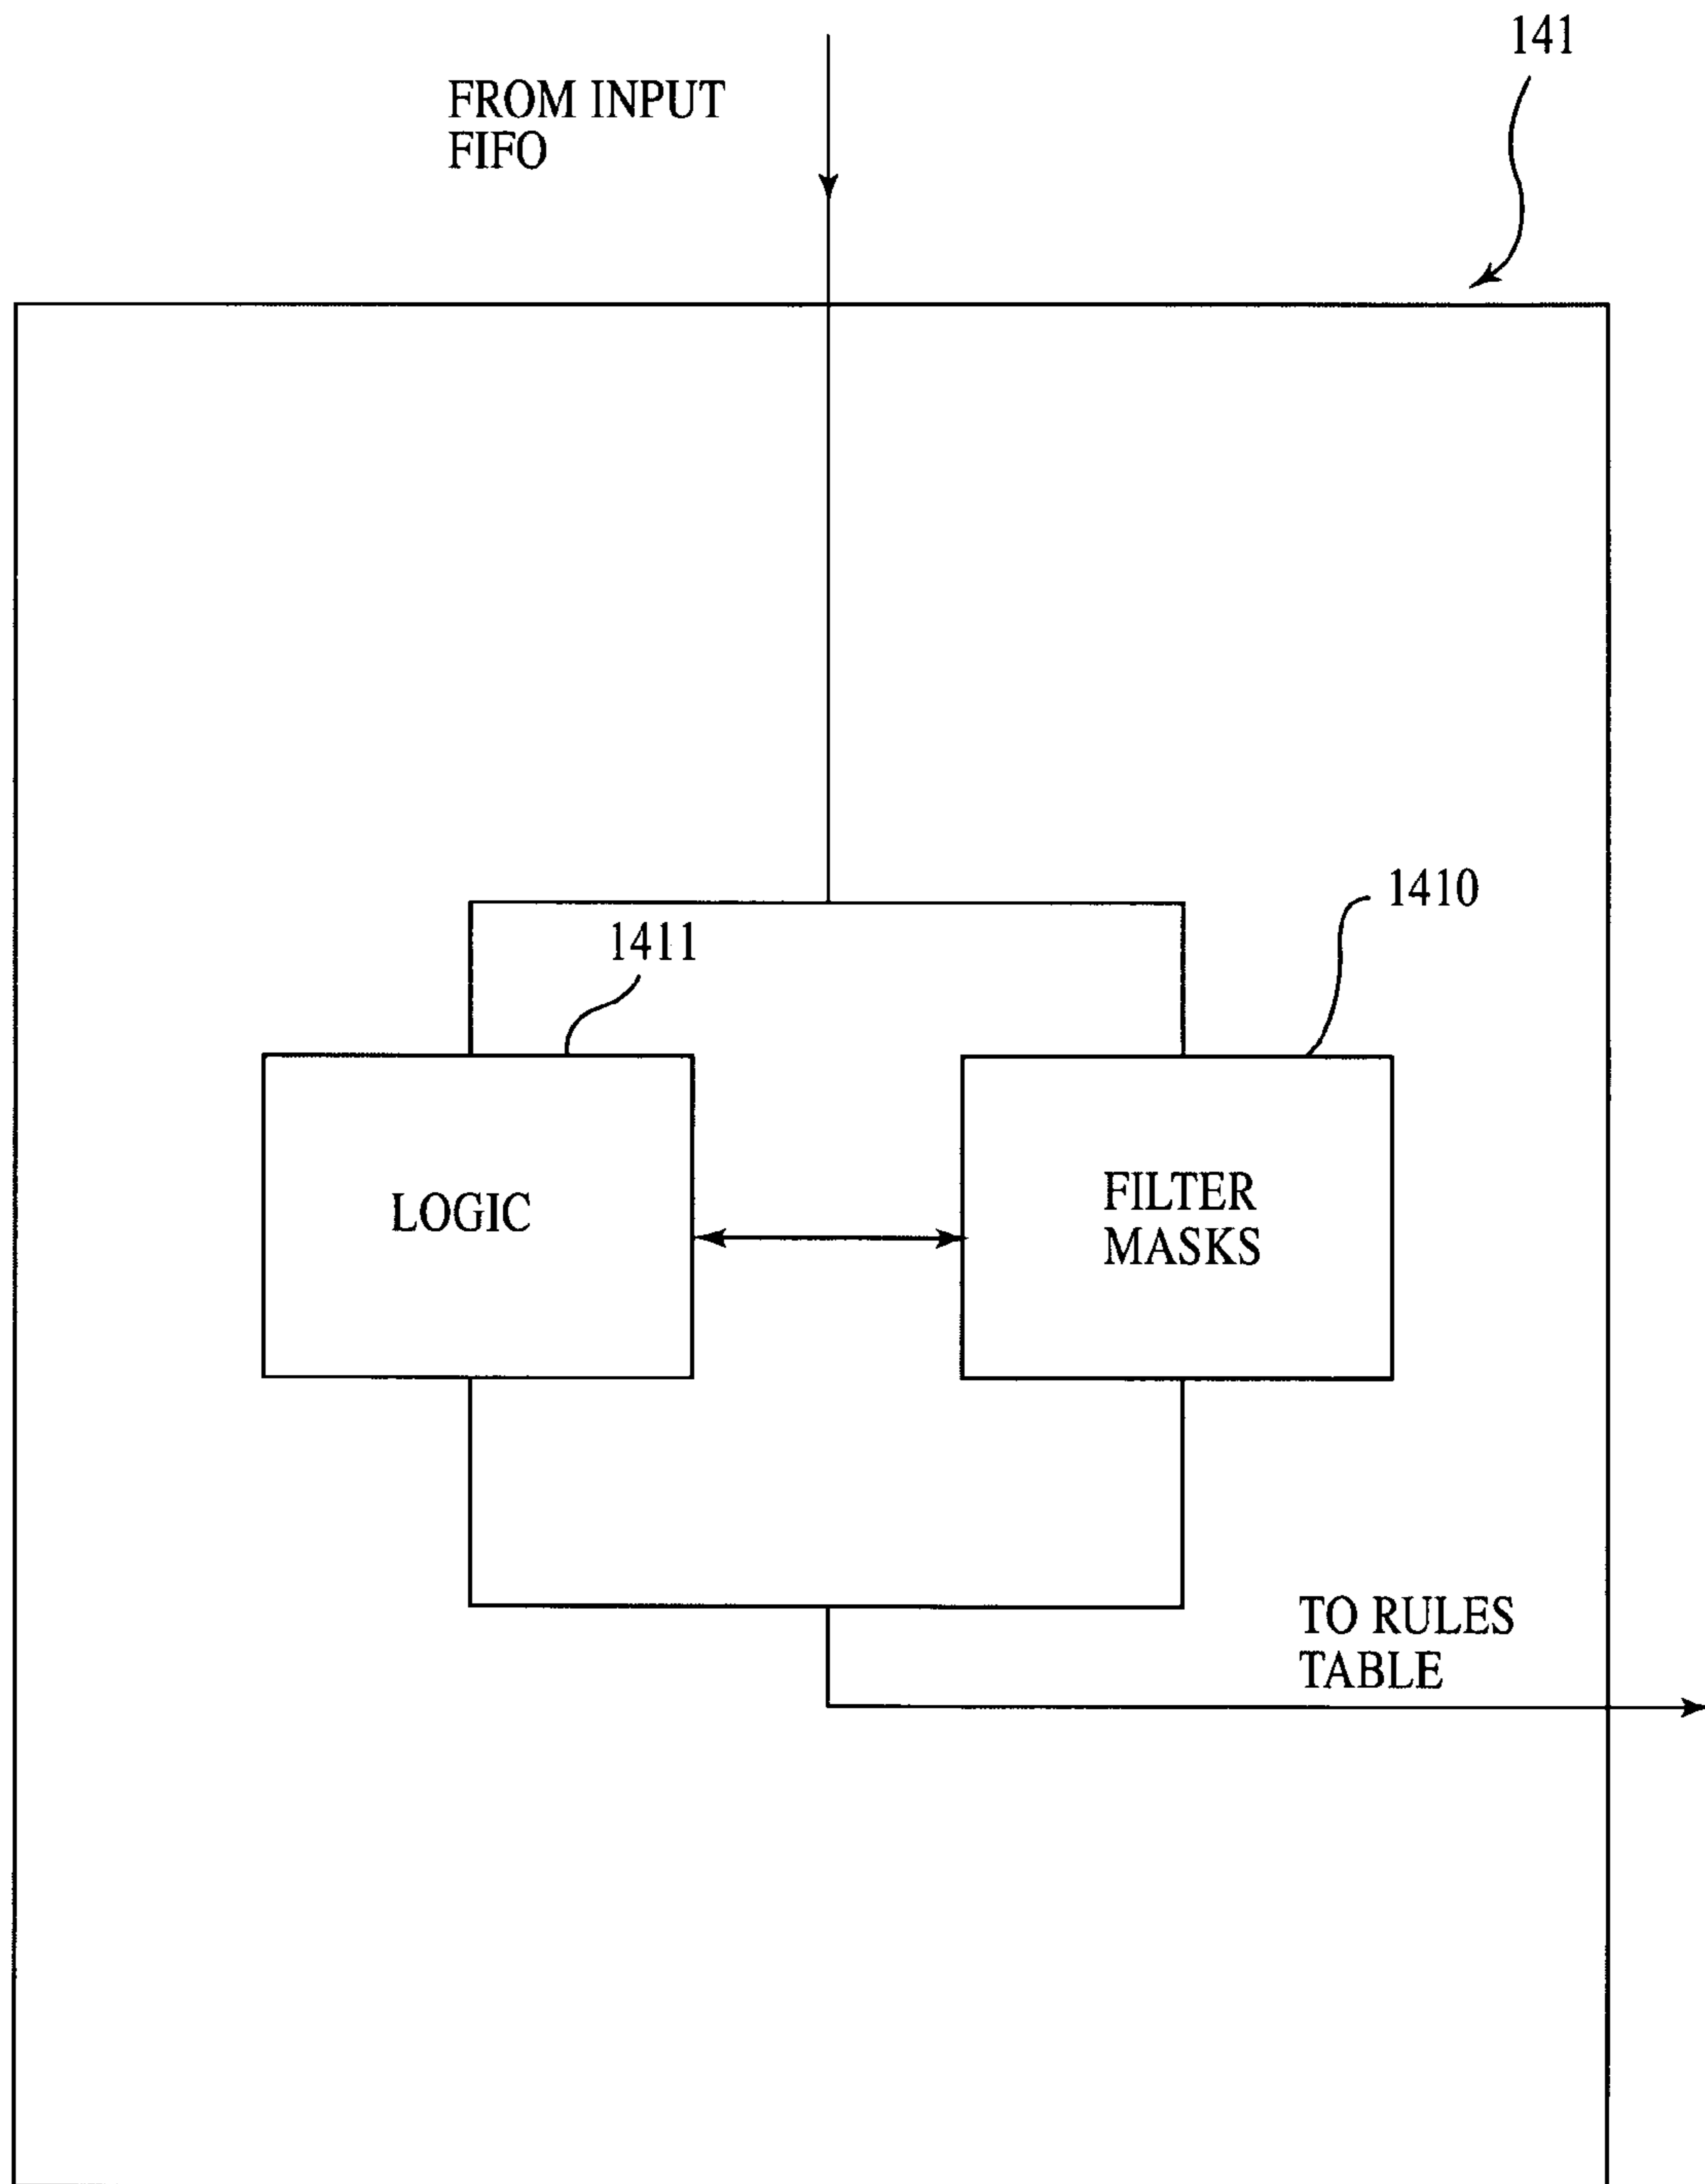 141
FROM INPUT
FIFO
1410
1411
LOGIC
FILTER
MASKS
TO RULES
TABLE